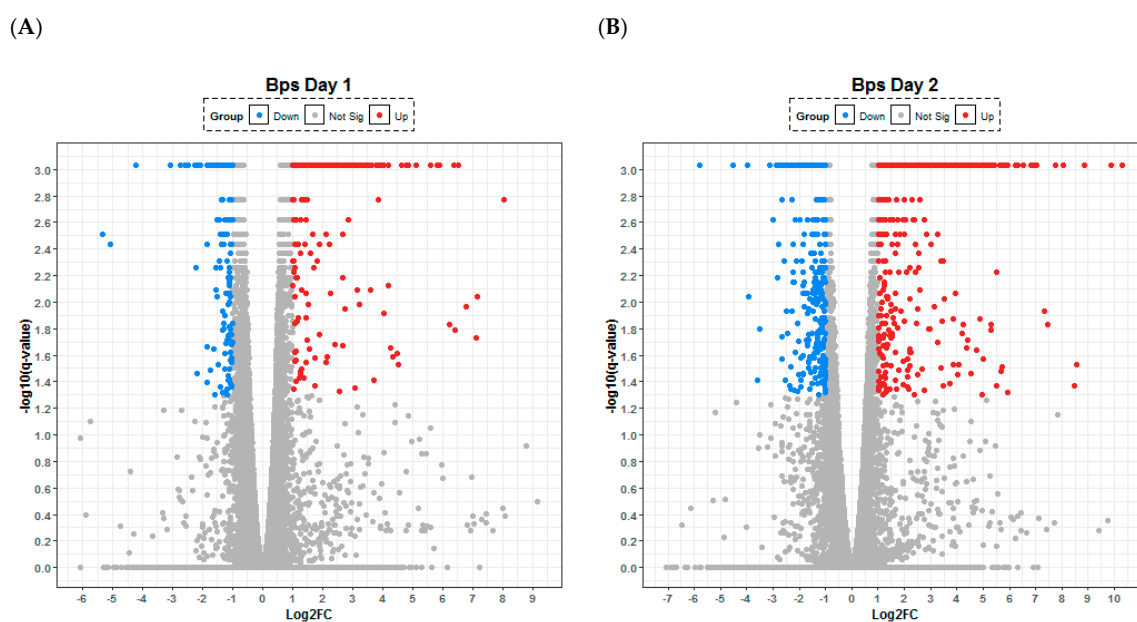 (A)
Bps Day 1
Group Down Not Sig Up
-log10(q-value)
3.0
2.8
2.6
2.4
2.2
2.0
1.8
1.6
1.4
1.2
1.0
0.8
0.6
0.4
0.2
0.0
-6 -5 -4 -3 -2 -1 0 1 2 3 4 5 6 7 8 9
Log2FC
(B)
Bps Day 2
Group Down Not Sig Up
-log10(q-value)
3.0
2.8
2.6
2.4
2.2
2.0
1.8
1.6
1.4
1.2
1.0
0.8
0.6
0.4
0.2
0.0
-7 -6 -5 -4 -3 -2 -1 0 1 2 3 4 5 6 7 8 9 10
Log2FC